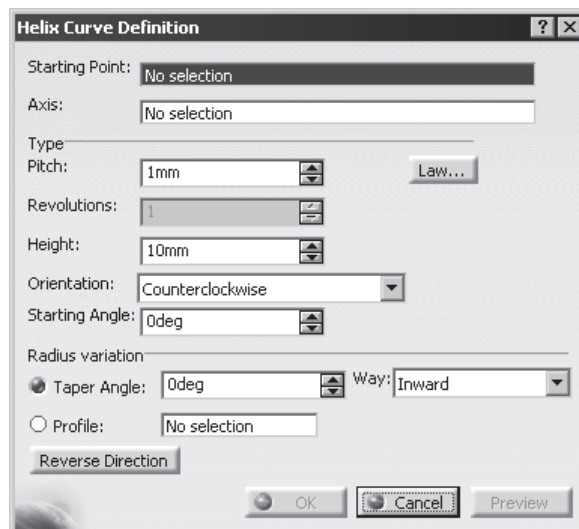 Helix Curve Definition ? X
Starting Point: No selection
Axis: No selection
Type
Pitch: 1mm Law...
Revolutions: 1
Height: 10mm
Orientation: Counterclockwise
Starting Angle: 0deg
Radius variation
Taper Angle: 0deg Way: Inward
Profile: No selection
Reverse Direction
OK Cancel Preview